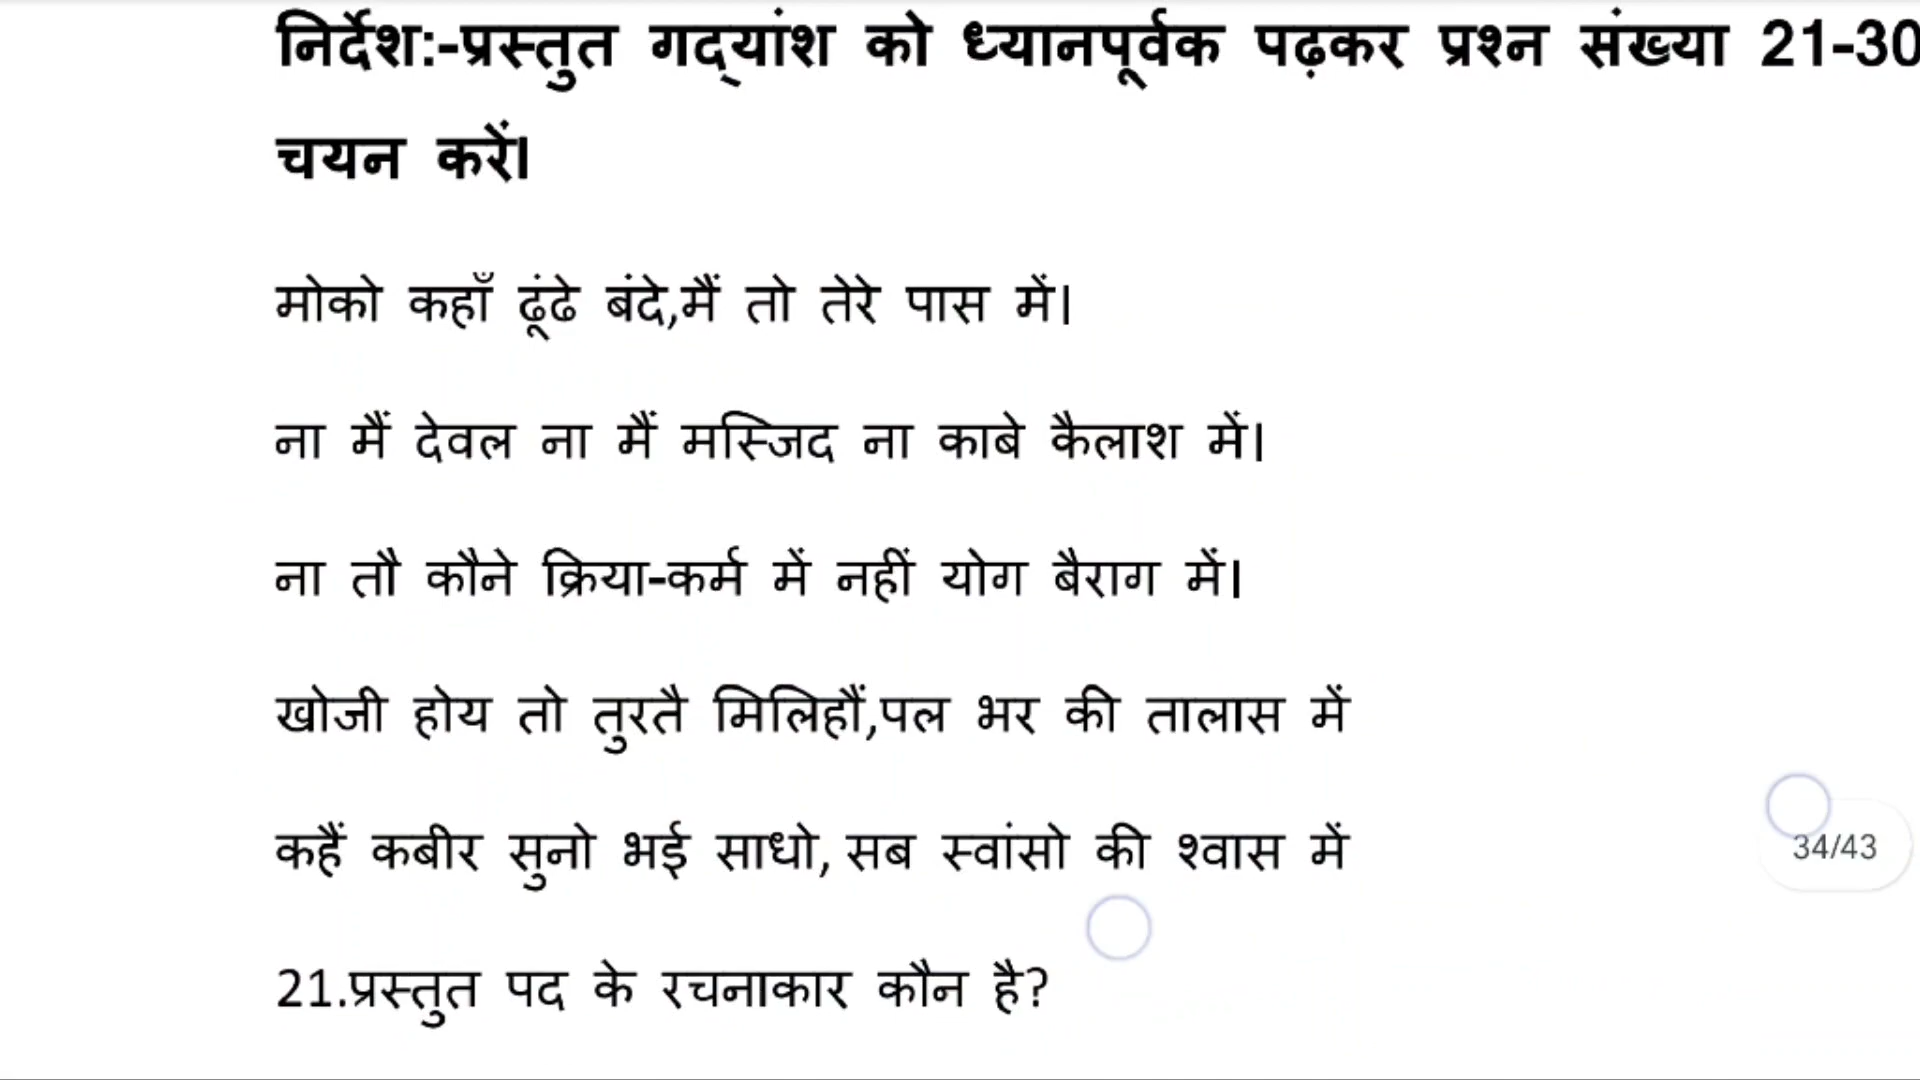 निर्देश:-प्रस्तुत गद्‌यांश को ध्यानपूर्वक पढ़कर प्रश्न संख्या 21-30
चयन करें।
मोको कहाँ ढूंढे बंदे,मैं तो तेरे पास में।
ना मैं देवल ना मैं मस्जिद ना काबे कैलाश में।
ना तौ कौने क्रिया-कर्म में नहीं योग बैराग में।
खोजी होय तो तुरतै मिलिहौं,पल भर की तालास में
कहैं कबीर सुनो भई साधो, सब स्वांसो की श्वास में
34/43
21.प्रस्तुत पद के रचनाकार कौन है?